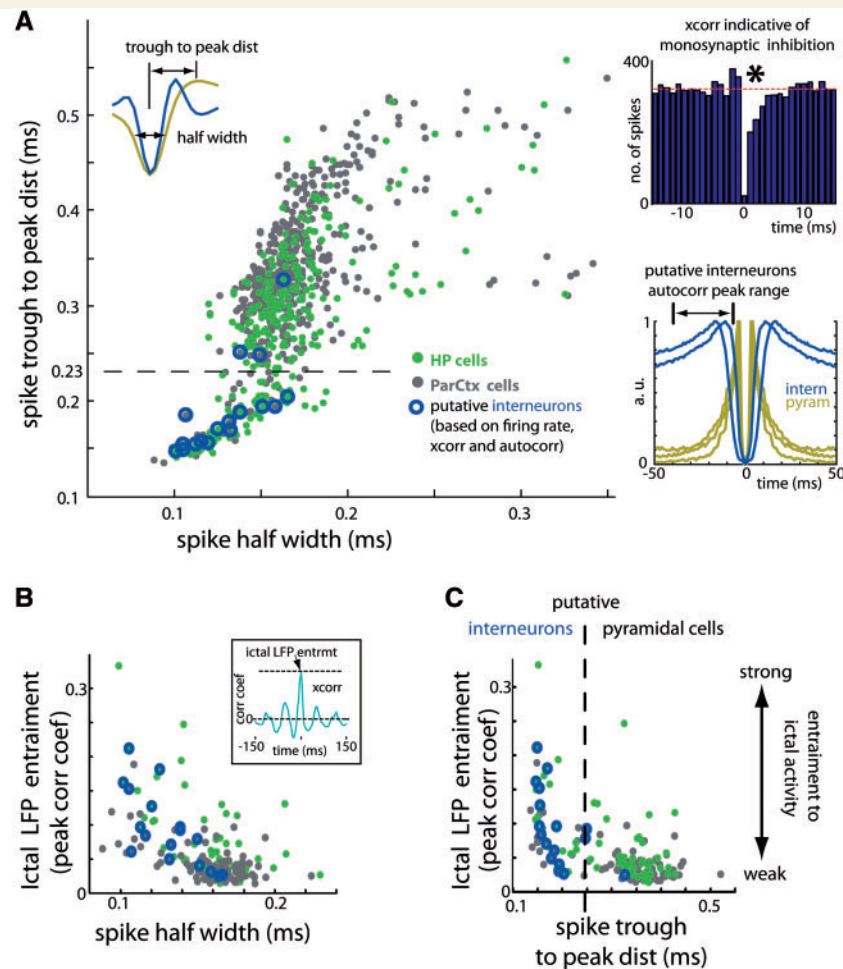 A
trough to peak dist
half width
spike trough to peak dist (ms)
0.5
0.4
0.3
0.23
0.2
0.1
0.1
0.2
0.3
spike half width (ms)
HP cells
ParCtx cells
putative interneurons
(based on firing rate,
xcorr and autocorr)
xcorr indicative of
monosynaptic inhibition
*
no. of spikes
400
0
-10
0
10
time (ms)
putative interneurons
autocorr peak range
a. u.
1
0
intern
pyram
-50
0
50
time (ms)
B
Ictal LFP entraiment
(peak corr coef)
0.3
0
0.1
0.2
spike half width (ms)
ictal LFP entrmt
xcorr
corr coef
0
-150
150
time (ms)
C
putative
interneurons
pyramidal cells
Ictal LFP entraiment
(peak corr coef)
0.3
0
0.1
0.5
spike trough
to peak dist (ms)
strong
entraiment to
ictal activity
weak